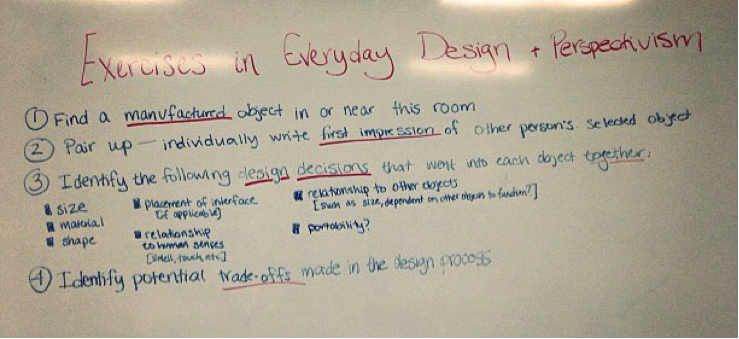 Exercises in Everyday Design + Perspectivism
① Find a manufactured object in or near this room
② Pair up — individually write first impression of other person's selected object
③ Identify the following design decisions that went into each object together:
▪ size
▪ material
▪ shape
▪ placement of interface
[if applicable]
▪ relationship
to human senses
[smell, touch, etc]
▪ relationship to other objects
[such as size, dependent on other objects to function?]
▪ portability?
④ Identify potential trade-offs made in the design process